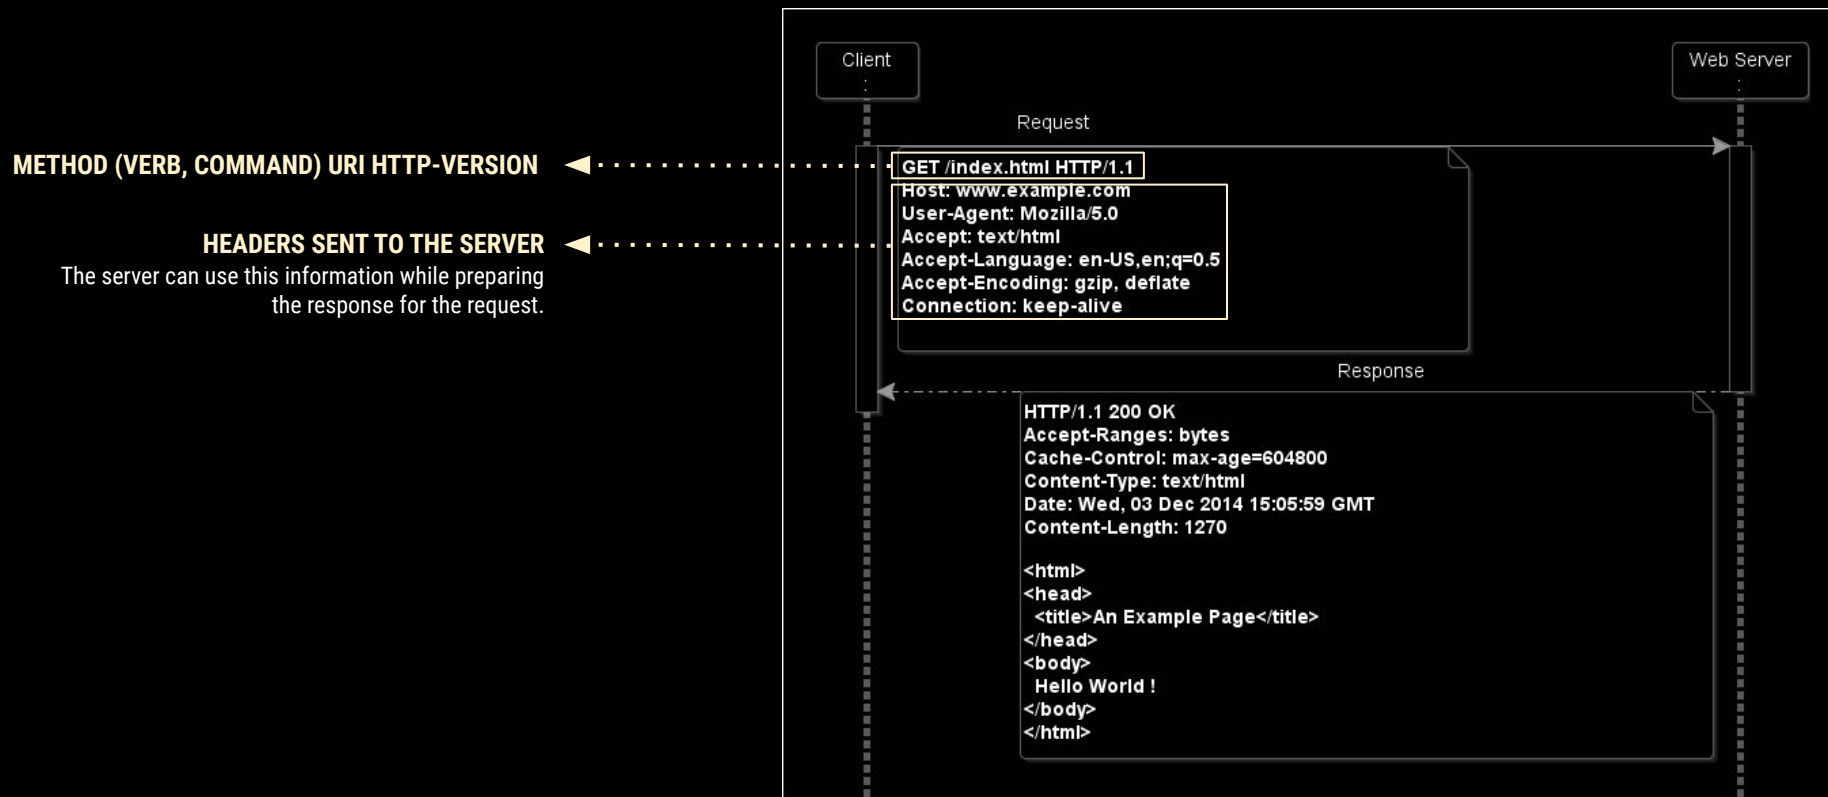 Client
:
Web Server
:
Request
METHOD (VERB, COMMAND) URI HTTP-VERSION
GET /index.html HTTP/1.1
Host: www.example.com
User-Agent: Mozilla/5.0
Accept: text/html
Accept-Language: en-US,en;q=0.5
Accept-Encoding: gzip, deflate
Connection: keep-alive
HEADERS SENT TO THE SERVER
The server can use this information while preparing
the response for the request.
Response
HTTP/1.1 200 OK
Accept-Ranges: bytes
Cache-Control: max-age=604800
Content-Type: text/html
Date: Wed, 03 Dec 2014 15:05:59 GMT
Content-Length: 1270
<html>
<head>
<title>An Example Page</title>
</head>
<body>
Hello World !
</body>
</html>